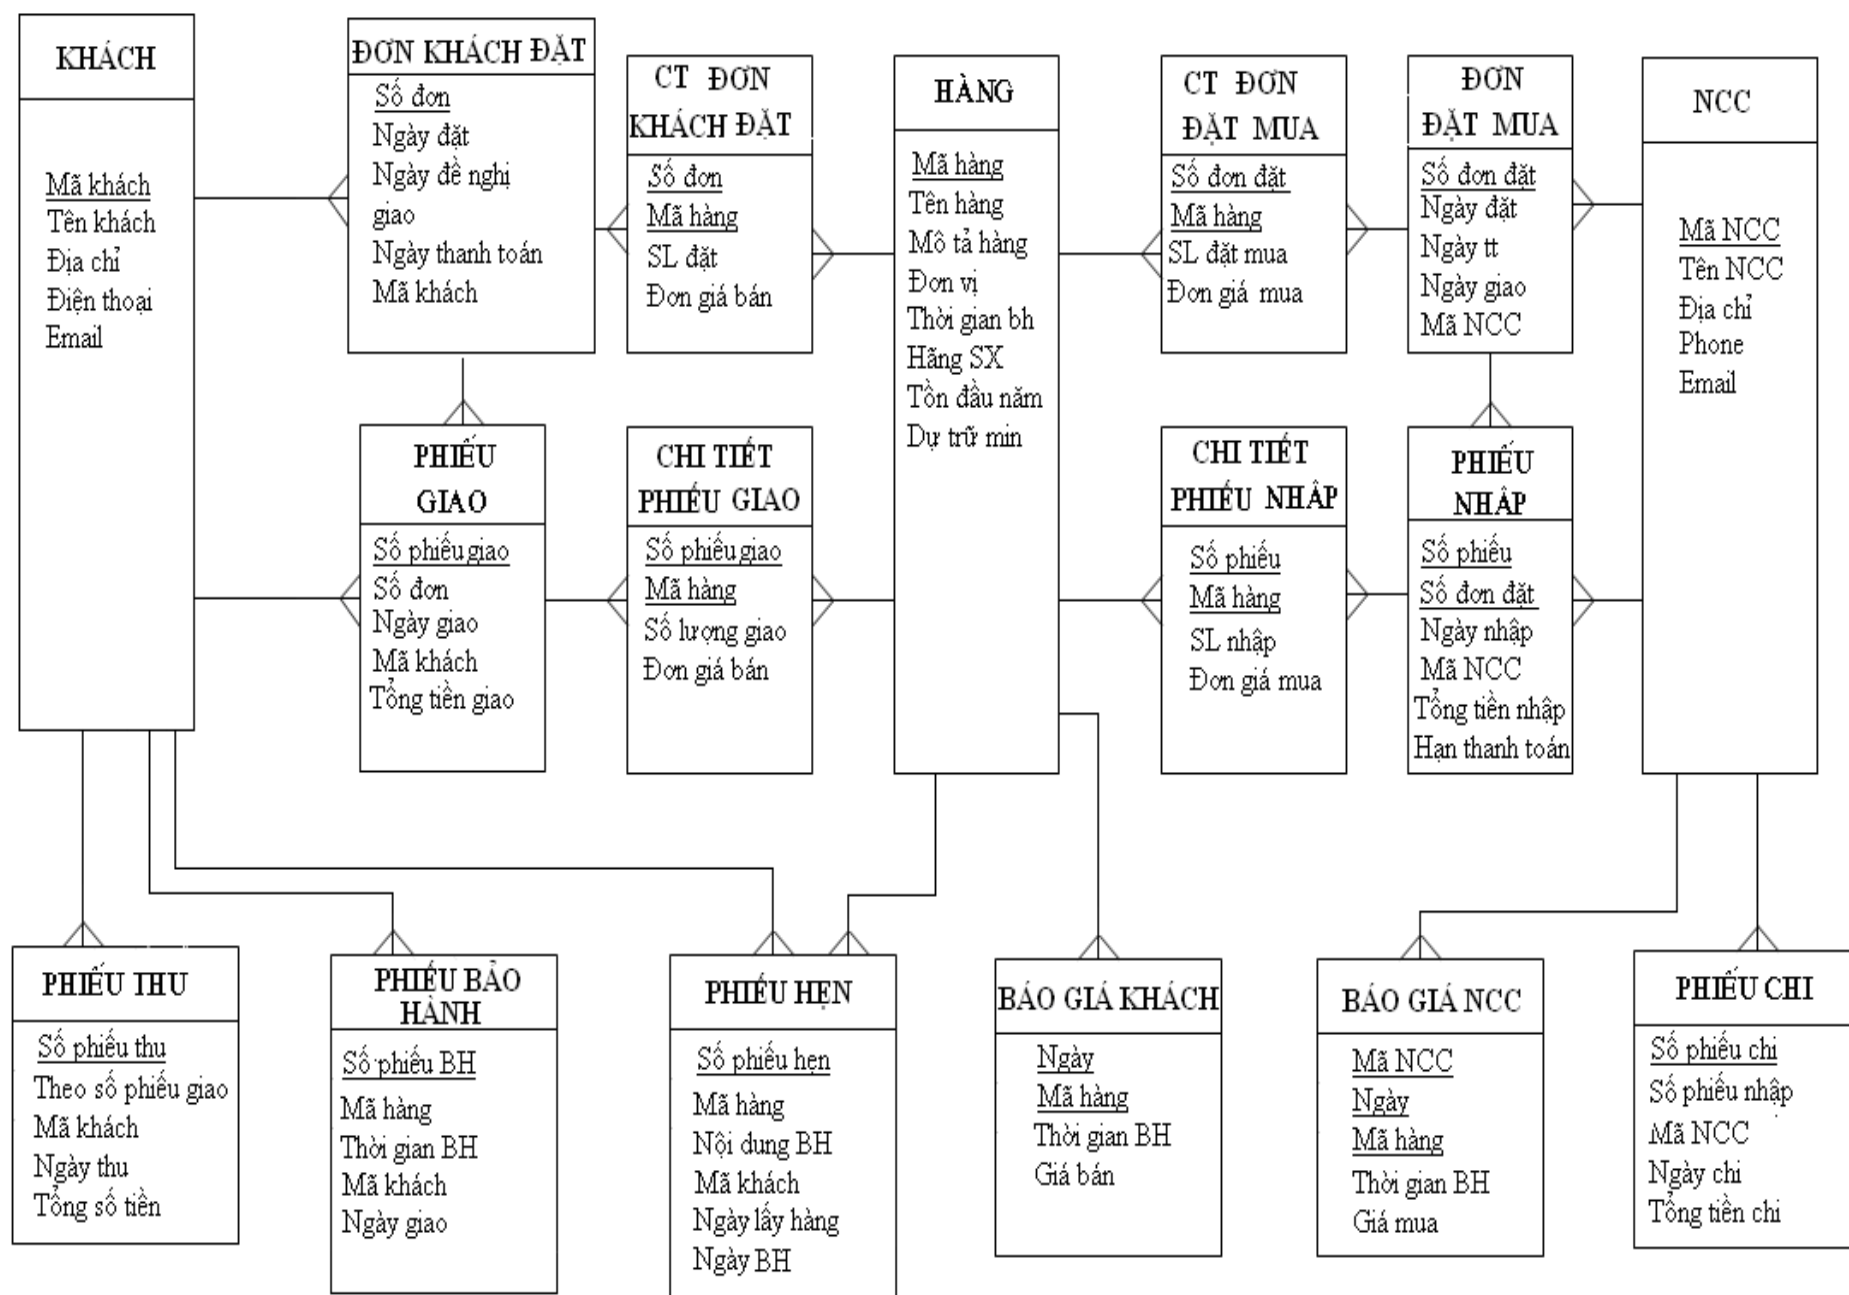 KHÁCH
Mã khách
Tên khách
Địa chỉ
Điện thoại
Email
ĐƠN KHÁCH ĐẶT
Số đơn
Ngày đặt
Ngày đề nghị
giao
Ngày thanh toán
Mã khách
CT ĐƠN
KHÁCH ĐẶT
Số đơn
Mã hàng
SL đặt
Đơn giá bán
HÀNG
Mã hàng
Tên hàng
Mô tả hàng
Đơn vị
Thời gian bh
Hãng SX
Tồn đầu năm
Dự trữ min
CT ĐƠN
ĐẶT MUA
Số đơn đặt
Mã hàng
SL đặt mua
Đơn giá mua
ĐƠN
ĐẶT MUA
Số đơn đặt
Ngày đặt
Ngày tt
Ngày giao
Mã NCC
NCC
Mã NCC
Tên NCC
Địa chỉ
Phone
Email
PHIẾU
GIAO
Số phiếu giao
Số đơn
Ngày giao
Mã khách
Tổng tiền giao
CHI TIẾT
PHIẾU GIAO
Số phiếu giao
Mã hàng
Số lượng giao
Đơn giá bán
CHI TIẾT
PHIẾU NHẬP
Số phiếu
Mã hàng
SL nhập
Đơn giá mua
PHIẾU
NHẬP
Số phiếu
Số đơn đặt
Ngày nhập
Mã NCC
Tổng tiền nhập
Hạn thanh toán
PHIẾU THU
Số phiếu thu
Theo số phiếu giao
Mã khách
Ngày thu
Tổng số tiền
PHIẾU BẢO
HÀNH
Số phiếu BH
Mã hàng
Thời gian BH
Mã khách
Ngày giao
PHIẾU HẸN
Số phiếu hẹn
Mã hàng
Nội dung BH
Mã khách
Ngày lấy hàng
Ngày BH
BÁO GIÁ KHÁCH
Ngày
Mã hàng
Thời gian BH
Giá bán
BÁO GIÁ NCC
Mã NCC
Ngày
Mã hàng
Thời gian BH
Giá mua
PHIẾU CHI
Số phiếu chi
Số phiếu nhập
Mã NCC
Ngày chi
Tổng tiền chi